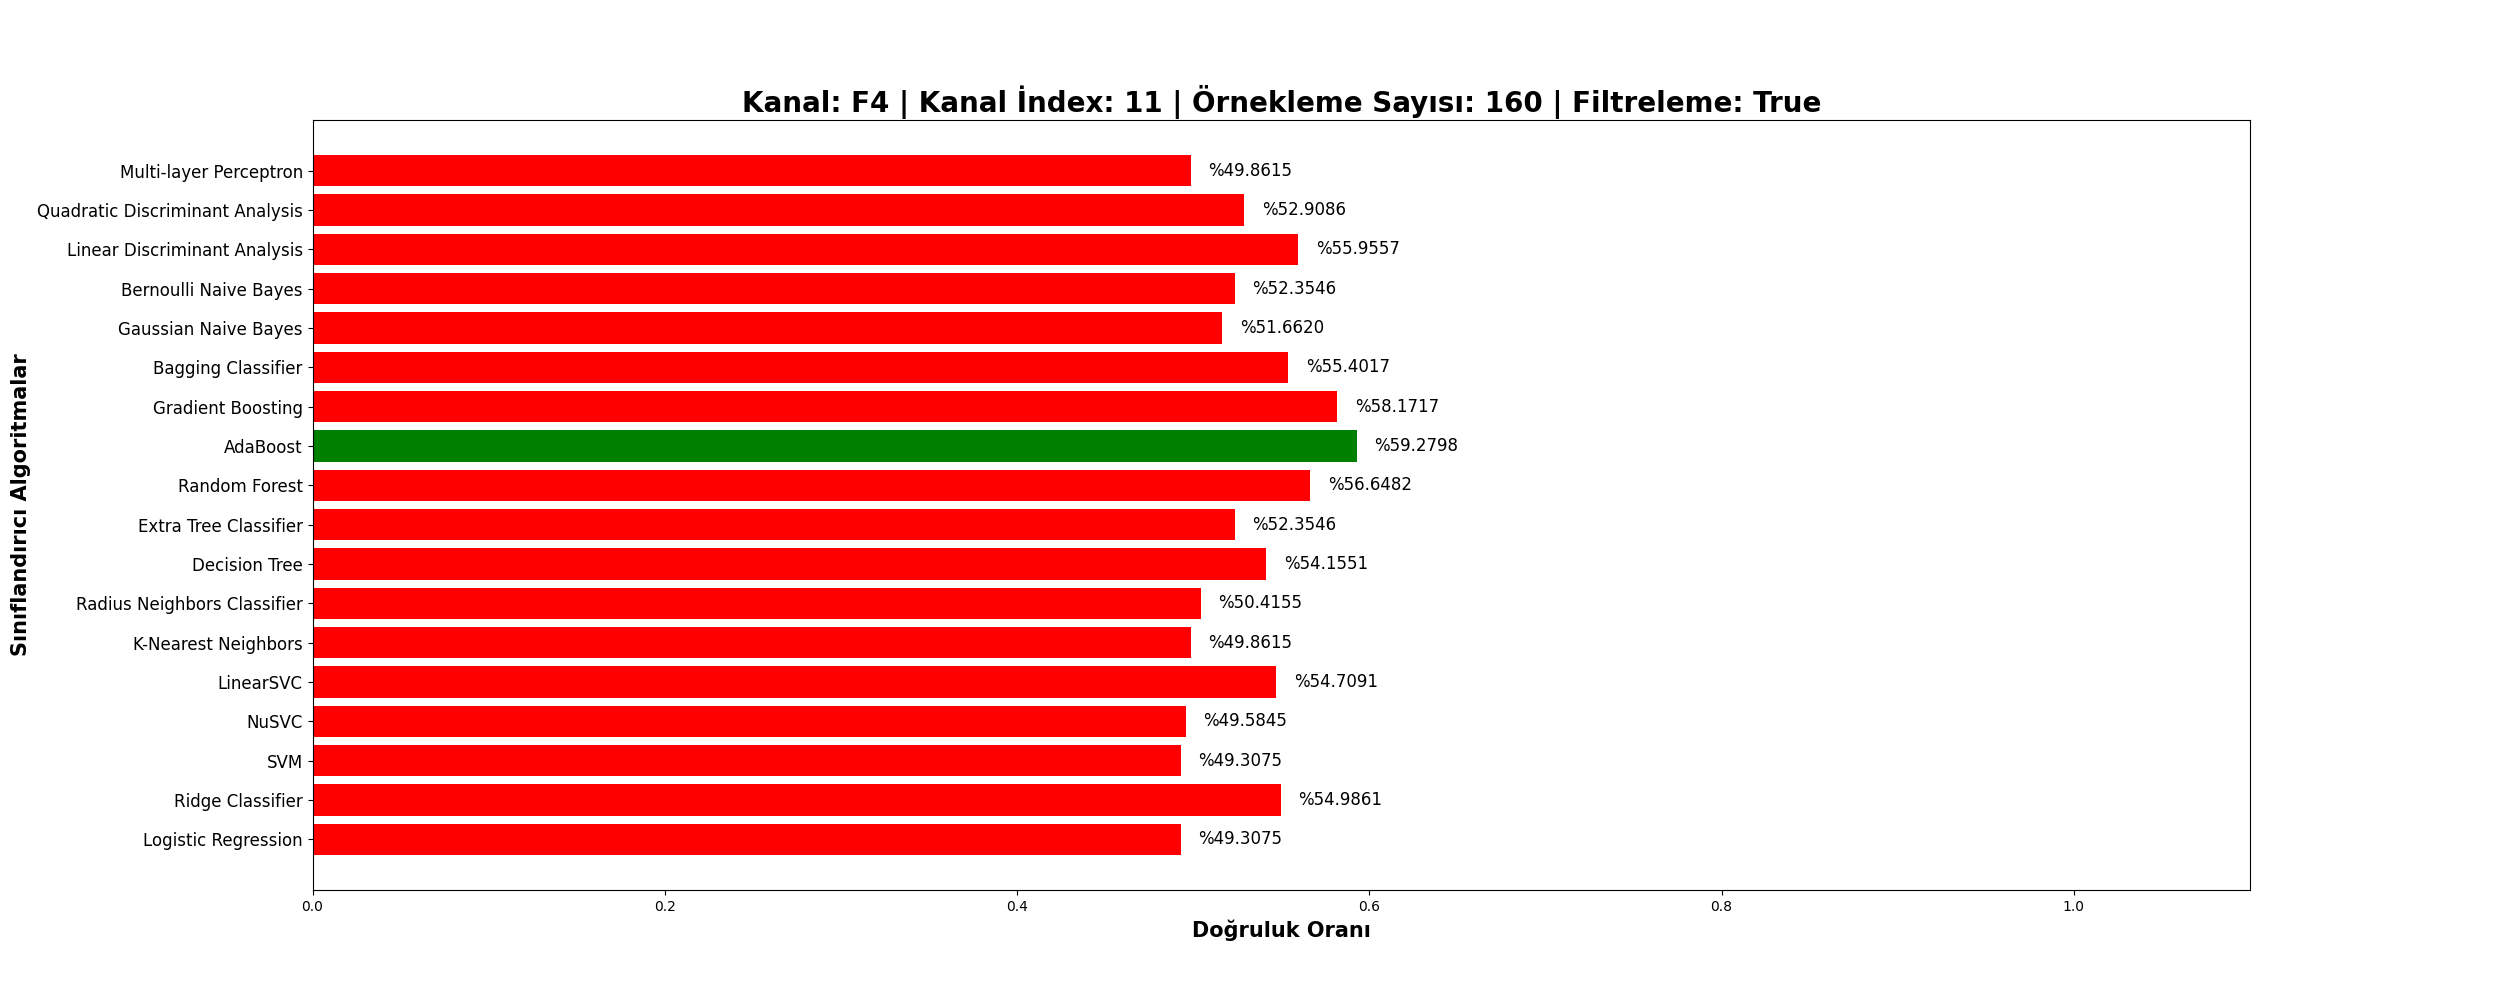 Kanal: F4 | Kanal İndex: 11 | Örnekleme Sayısı: 160 | Filtreleme: True
Sınıflandırıcı Algoritmalar
Multi-layer Perceptron %49.8615
Quadratic Discriminant Analysis %52.9086
Linear Discriminant Analysis %55.9557
Bernoulli Naive Bayes %52.3546
Gaussian Naive Bayes %51.6620
Bagging Classifier %55.4017
Gradient Boosting %58.1717
AdaBoost %59.2798
Random Forest %56.6482
Extra Tree Classifier %52.3546
Decision Tree %54.1551
Radius Neighbors Classifier %50.4155
K-Nearest Neighbors %49.8615
LinearSVC %54.7091
NuSVC %49.5845
SVM %49.3075
Ridge Classifier %54.9861
Logistic Regression %49.3075
0.0 0.2 0.4 0.6 0.8 1.0
Doğruluk Oranı